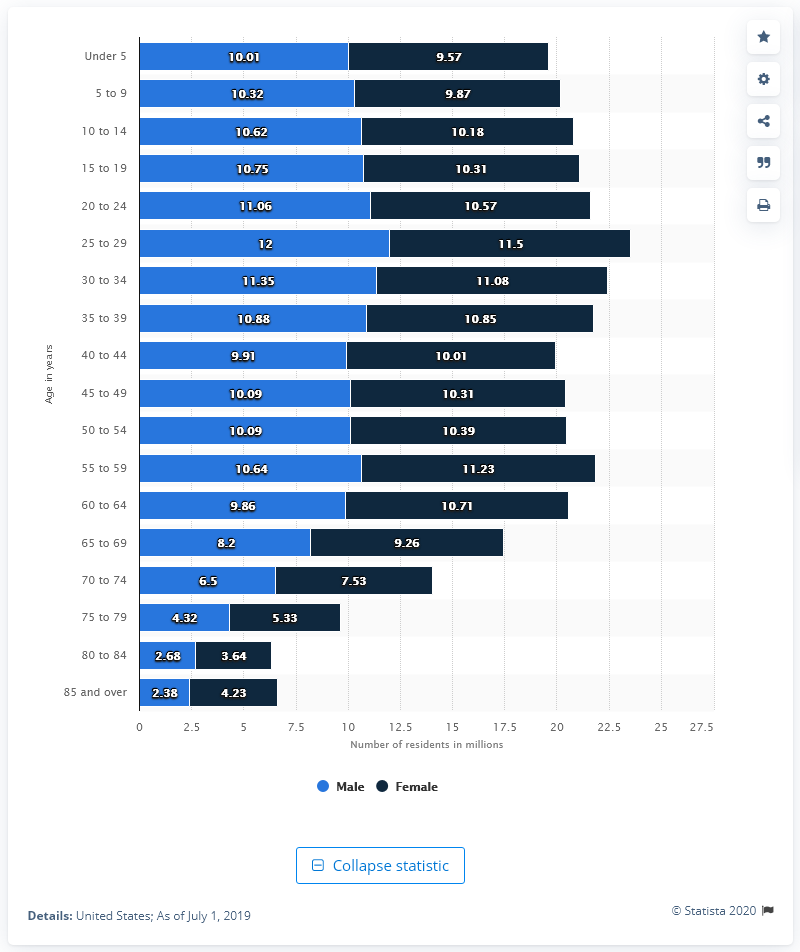 Under 5 10.01 9.57
5 to 9 10.32 9.87
10 to 14 10.62 10.18
15 to 19 10.75 10.31
20 to 24 11.06 10.57
25 to 29 12 11.5
30 to 34 11.35 11.08
35 to 39 10.88 10.85
40 to 44 9.91 10.01
45 to 49 10.09 10.31
50 to 54 10.09 10.39
55 to 59 10.64 11.23
60 to 64 9.86 10.71
65 to 69 8.2 9.26
70 to 74 6.5 7.53
75 to 79 4.32 5.33
80 to 84 2.68 3.64
85 and over 2.38 4.23
Age in years
0 2.5 5 7.5 10 12.5 15 17.5 20 22.5 25 27.5
Number of residents in millions
Male Female
Collapse statistic
Details: United States; As of July 1, 2019
© Statista 2020